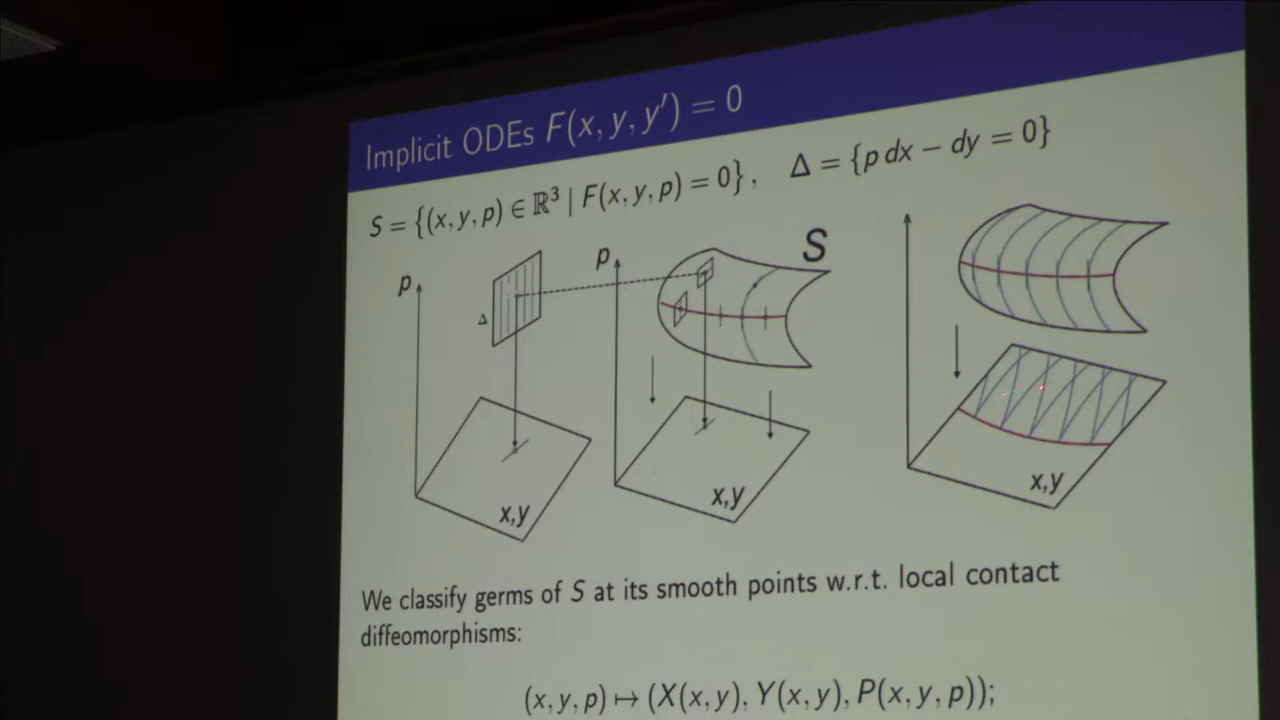 Implicit ODEs F(x, y, y′) = 0
S = {(x, y, p) ∈ ℝ³ | F(x, y, p) = 0}, Δ = {p dx − dy = 0}
p
Δ
x,y
p
S
x,y
x,y
We classify germs of S at its smooth points w.r.t. local contact
diffeomorphisms:
(x, y, p) ↦ (X(x, y), Y(x, y), P(x, y, p));